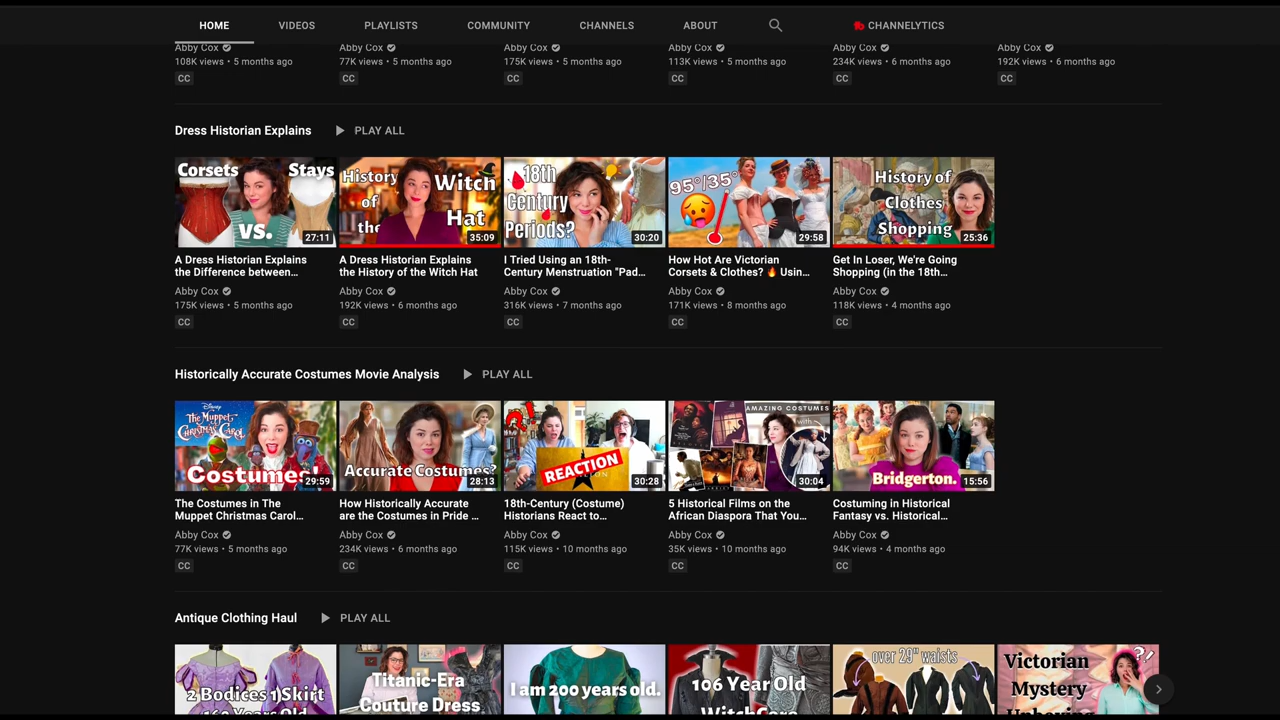 HOME VIDEOS PLAYLISTS COMMUNITY CHANNELS ABOUT CHANNELYTICS
Abby Cox Abby Cox Abby Cox Abby Cox Abby Cox Abby Cox
108K views • 5 months ago 77K views • 5 months ago 175K views • 5 months ago 113K views • 5 months ago 234K views • 6 months ago 192K views • 6 months ago
CC CC CC CC CC CC
Dress Historian Explains PLAY ALL
Corsets Stays
vs.
27:11
History of the Witch Hat
35:09
18th Century Periods?
30:20
95°/35°
29:58
History of Clothes Shopping
25:36
A Dress Historian Explains the Difference between…
Abby Cox
175K views • 5 months ago
CC
A Dress Historian Explains the History of the Witch Hat
Abby Cox
192K views • 6 months ago
CC
I Tried Using an 18th-Century Menstruation "Pad…
Abby Cox
316K views • 7 months ago
CC
How Hot Are Victorian Corsets & Clothes? 🔥 Usin…
Abby Cox
171K views • 8 months ago
CC
Get In Loser, We're Going Shopping (in the 18th…
Abby Cox
118K views • 4 months ago
CC
Historically Accurate Costumes Movie Analysis PLAY ALL
Disney
The Muppet Christmas Carol
Costumes!
29:59
Accurate Costumes?
28:13
?!
REACTION
30:28
AMAZING COSTUMES
with
30:04
Bridgerton.
15:56
The Costumes in The Muppet Christmas Carol…
Abby Cox
77K views • 5 months ago
CC
How Historically Accurate are the Costumes in Pride …
Abby Cox
234K views • 6 months ago
CC
18th-Century (Costume) Historians React to…
Abby Cox
115K views • 10 months ago
CC
5 Historical Films on the African Diaspora That You…
Abby Cox
35K views • 10 months ago
CC
Costuming in Historical Fantasy vs. Historical…
Abby Cox
94K views • 4 months ago
CC
Antique Clothing Haul PLAY ALL
2 Bodices 1 Skirt
Titanic-Era
Couture Dress
I am 200 years old.
106 Year Old
WitchCore
over 29" waists
Victorian
Mystery
?!